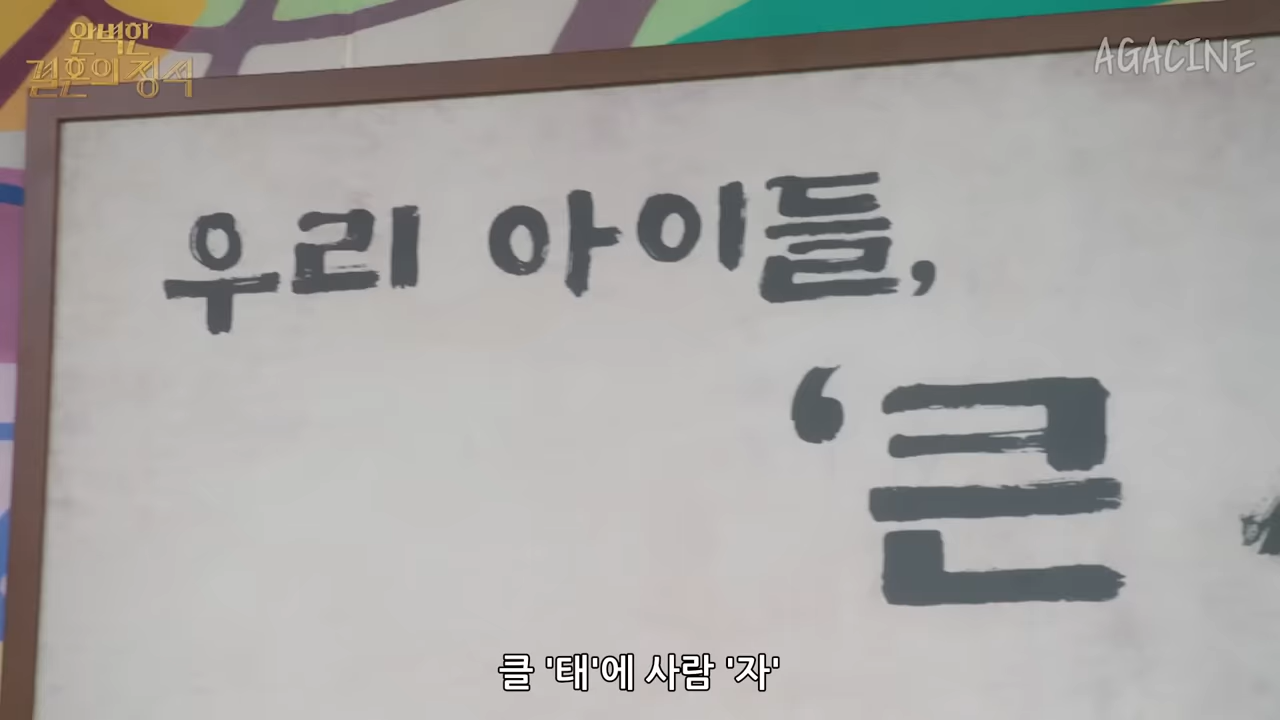 완벽한
결혼의 정석
AGACINE
우리 아이들,
‘큰
클 '태'에 사람 '자'